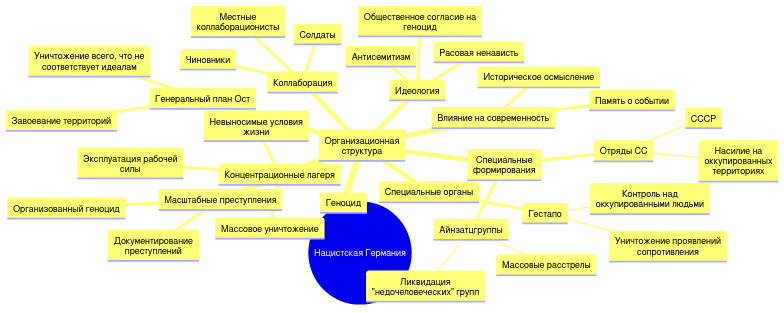 Местные
коллаборационисты
Солдаты
Общественное согласие на
геноцид
Чиновники
Антисемитизм
Расовая ненависть
Уничтожение всего, что не
соответствует идеалам
Коллаборация
Идеология
Историческое осмысление
Генеральный план Ост
Память о событии
Завоевание территорий
Невыносимые условия
жизни
Влияние на современность
СССР
Организационная
структура
Отряды СС
Насилие на
оккупированных
территориях
Эксплуатация рабочей
силы
Концентрационные лагеря
Специальные
формирования
Масштабные преступления
Специальные органы
Контроль над
оккупированными людьми
Организованный геноцид
Геноцид
Гестапо
Массовое уничтожение
Айнзатцгруппы
Документирование
преступлений
Нацистская Германия
Уничтожение проявлений
сопротивления
Массовые расстрелы
Ликвидация
"недочеловеческих" групп